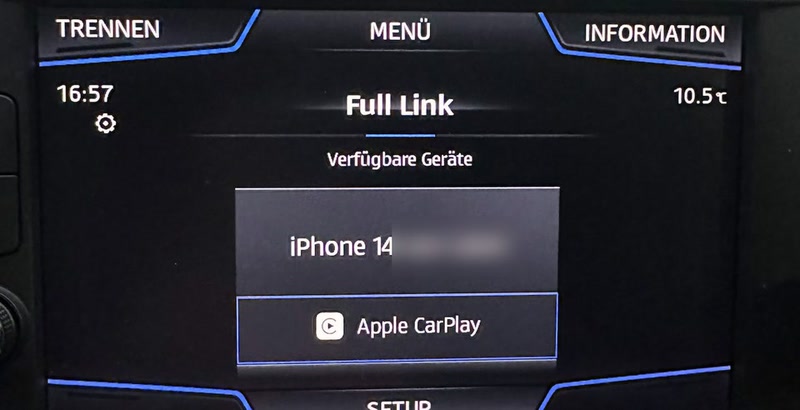 TRENNEN
MENÜ
INFORMATION
16:57
10.5℃
Full Link
Verfügbare Geräte
iPhone 14
Apple CarPlay
SETUP